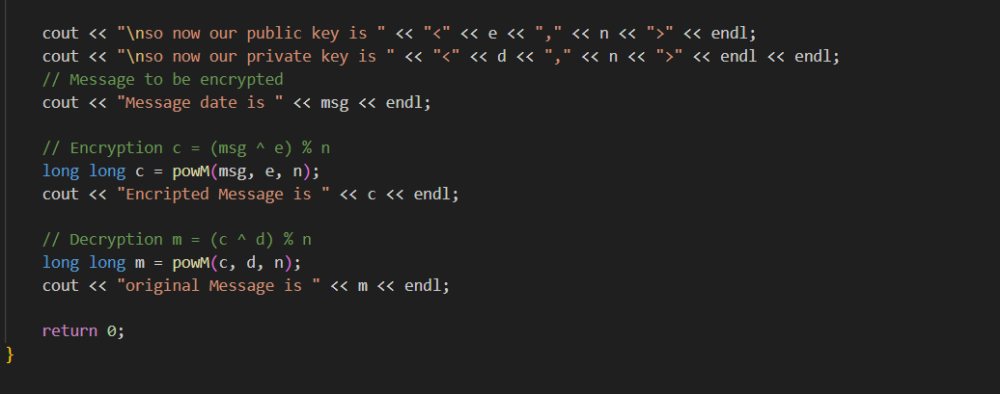 cout << "\nso now our public key is " << "<" << e << "," << n << ">" << endl;
cout << "\nso now our private key is " << "<" << d << "," << n << ">" << endl << endl;
// Message to be encrypted
cout << "Message date is " << msg << endl;
// Encryption c = (msg ^ e) % n
long long c = powM(msg, e, n);
cout << "Encripted Message is " << c << endl;
// Decryption m = (c ^ d) % n
long long m = powM(c, d, n);
cout << "original Message is " << m << endl;
return 0;
}